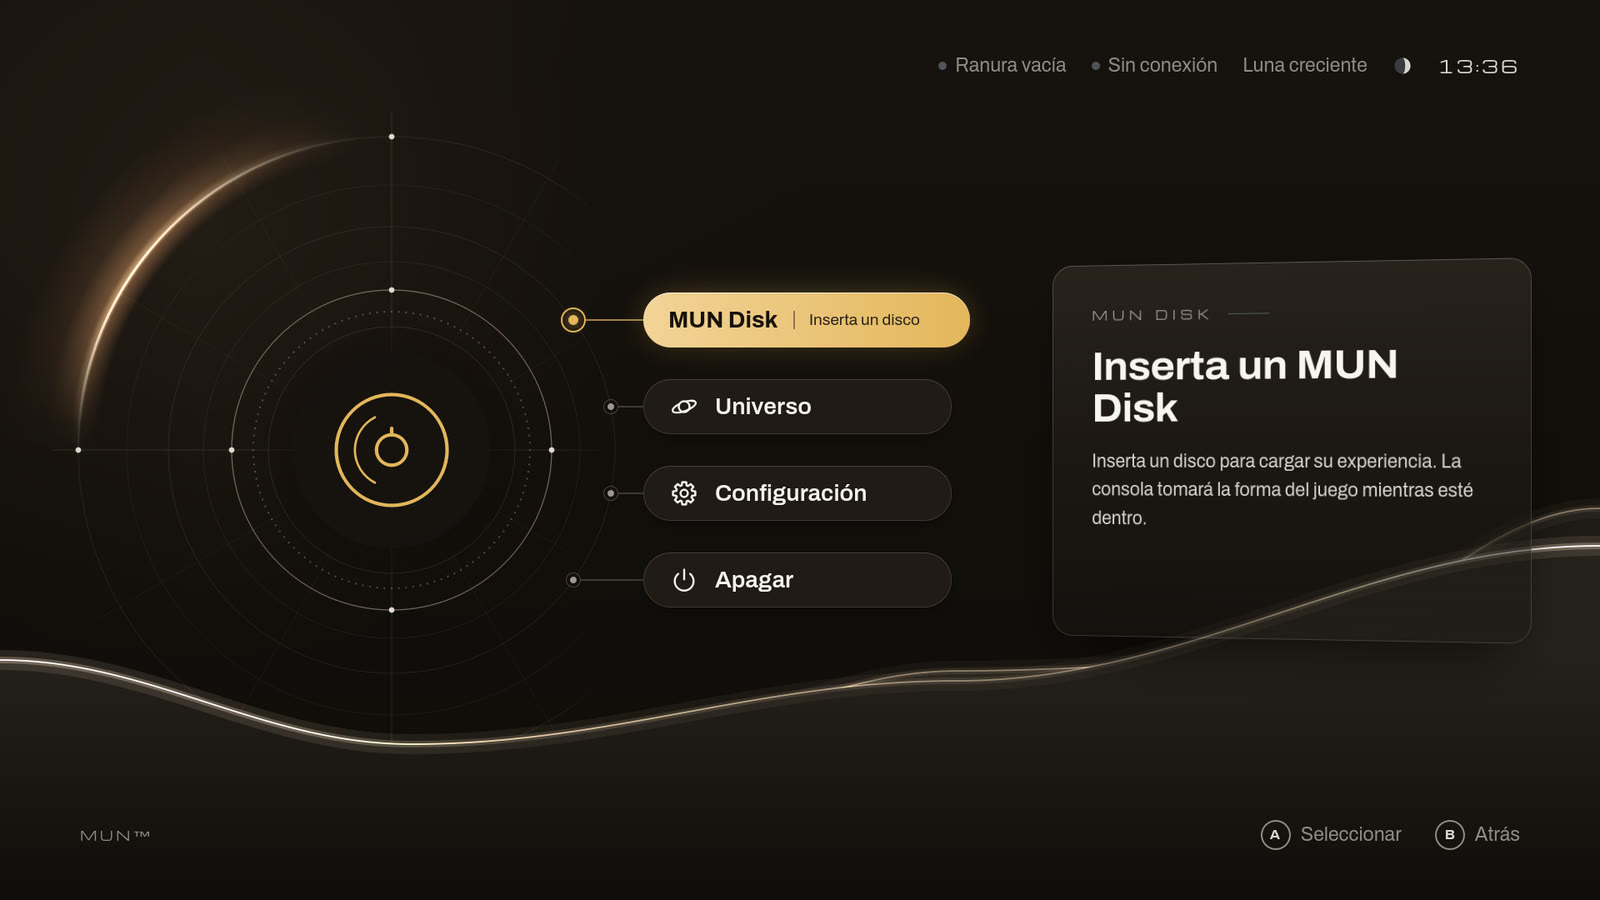 Ranura vacía Sin conexión Luna creciente 13:36
MUN Disk | Inserta un disco
Universo
Configuración
Apagar
MUN DISK
Inserta un MUN
Disk
Inserta un disco para cargar su experiencia. La
consola tomará la forma del juego mientras esté
dentro.
MUN™
A Seleccionar B Atrás